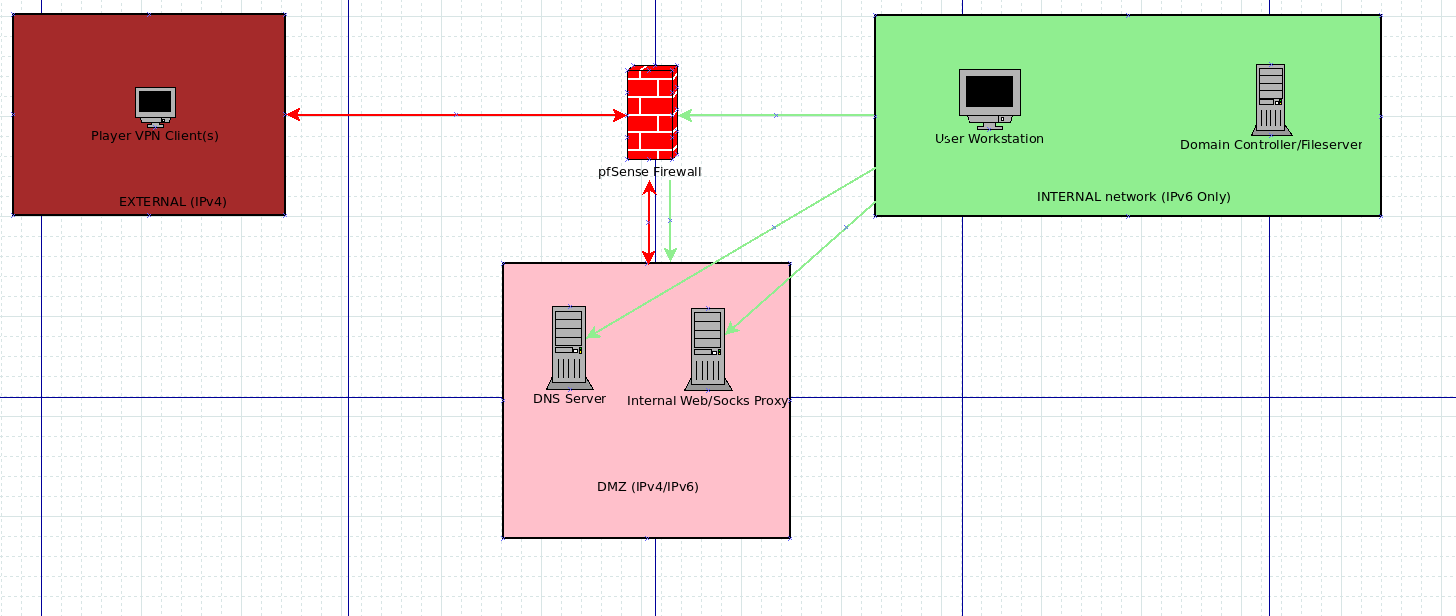 Player VPN Client(s)
EXTERNAL (IPv4)
pfSense Firewall
User Workstation
Domain Controller/Fileserver
INTERNAL network (IPv6 Only)
DNS Server
Internal Web/Socks Proxy
DMZ (IPv4/IPv6)